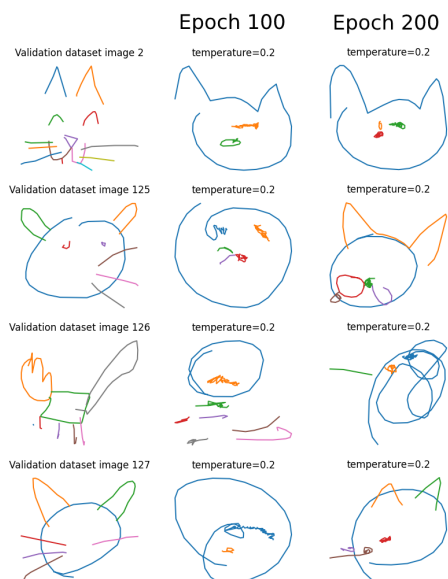 Epoch 100 Epoch 200
Validation dataset image 2 temperature=0.2 temperature=0.2
Validation dataset image 125 temperature=0.2 temperature=0.2
Validation dataset image 126 temperature=0.2 temperature=0.2
Validation dataset image 127 temperature=0.2 temperature=0.2